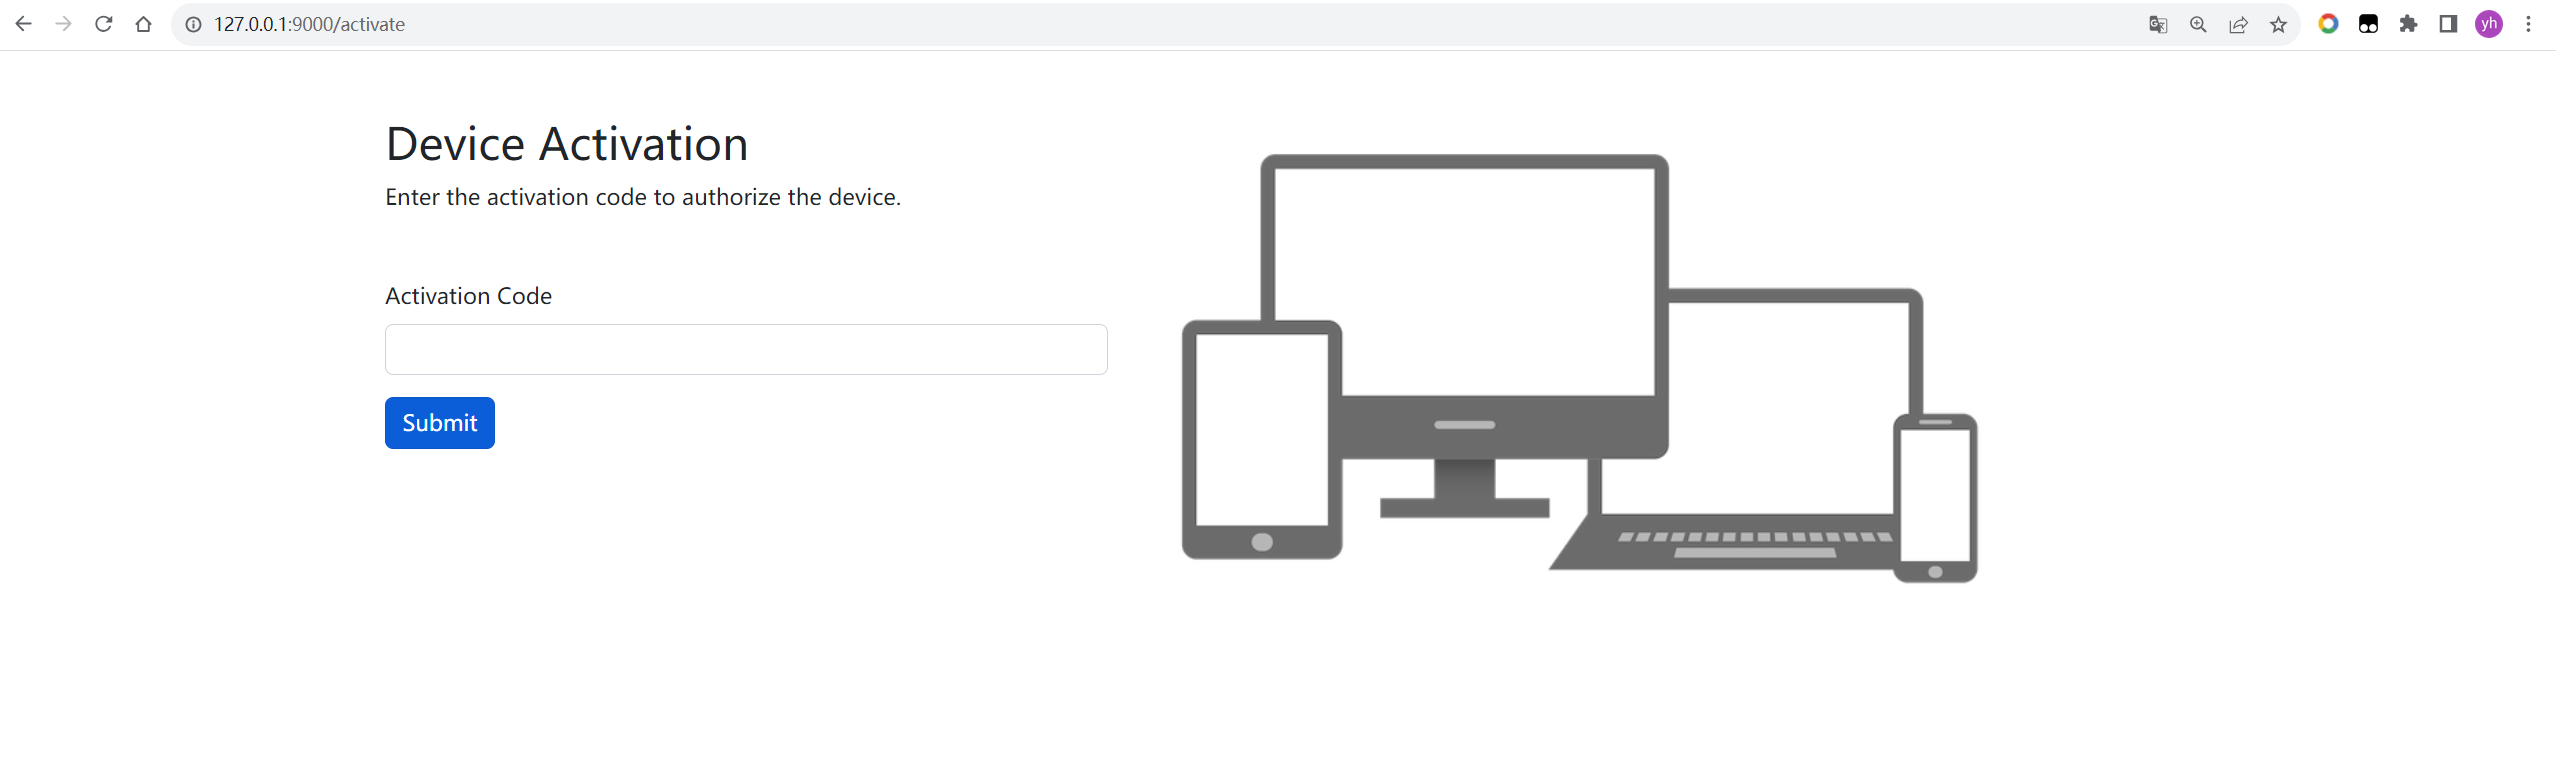 127.0.0.1:9000/activate
yh
Device Activation
Enter the activation code to authorize the device.
Activation Code
Submit